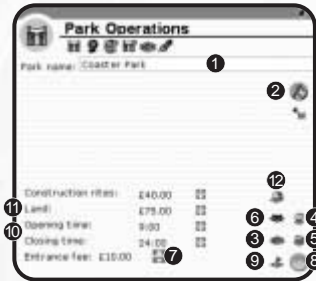 Park Operations
Park name: Coaster Park
1
2
12
Construction rites: £40.00
11 Land: £75.00
6 4
10 Opening time: 9:00
3 5
Closing time: 24:00
Entrance fee: £10.00 7
9 8